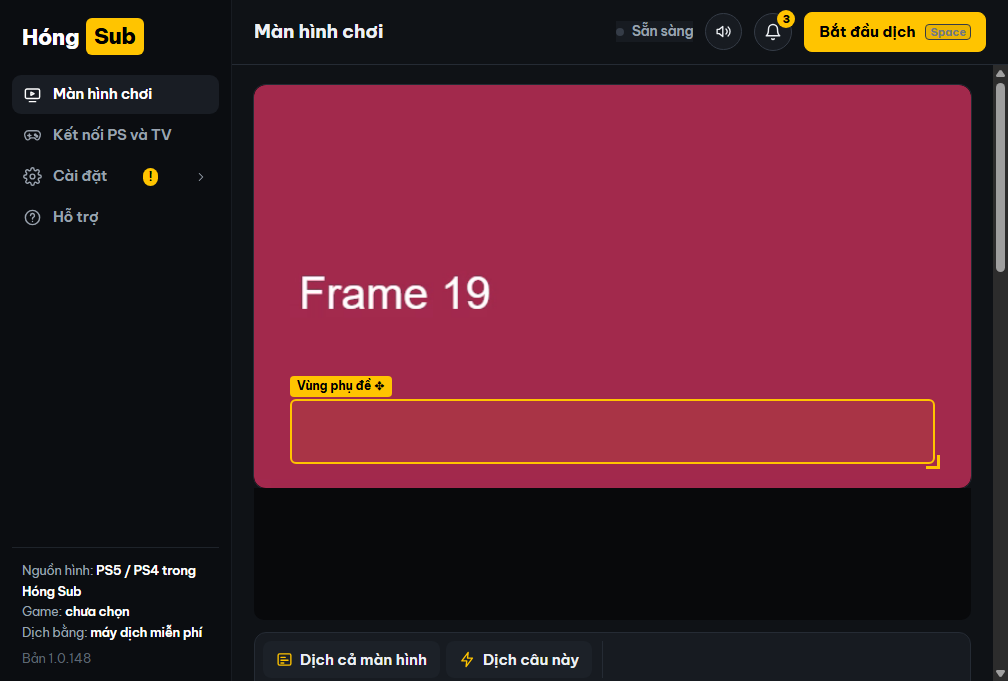 Hóng Sub
Màn hình chơi
Kết nối PS và TV
Cài đặt !
Hỗ trợ
Nguồn hình: PS5 / PS4 trong
Hóng Sub
Game: chưa chọn
Dịch bằng: máy dịch miễn phí
Bản 1.0.148
Màn hình chơi
Sẵn sàng
3
Bắt đầu dịch Space
Frame 19
Vùng phụ đề
Dịch cả màn hình
Dịch câu này